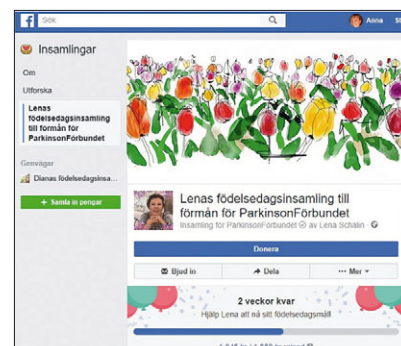 f
Sök
Anna
Insamlingar
Om
Utforska
Lenas
födelsedagsinsamling
till förmån för
ParkinsonFörbundet
Genvägar
Dianas födelsedagsinsa...
+ Samla in pengar
Lenas födelsedagsinsamling till
förmån för ParkinsonFörbundet
Insamling för ParkinsonFörbundet av Lena Schalin ·
Donera
Bjud in
Dela
··· Mer
2 veckor kvar
Hjälp Lena att nå sitt födelsedagsmål!